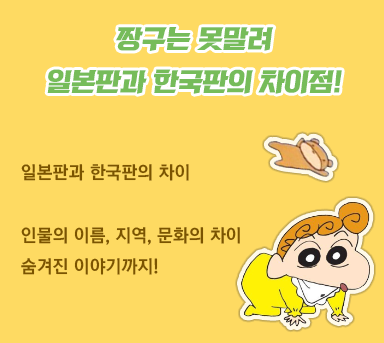 짱구는 못말려
일본판과 한국판의 차이점!
일본판과 한국판의 차이
인물의 이름, 지역, 문화의 차이
숨겨진 이야기까지!